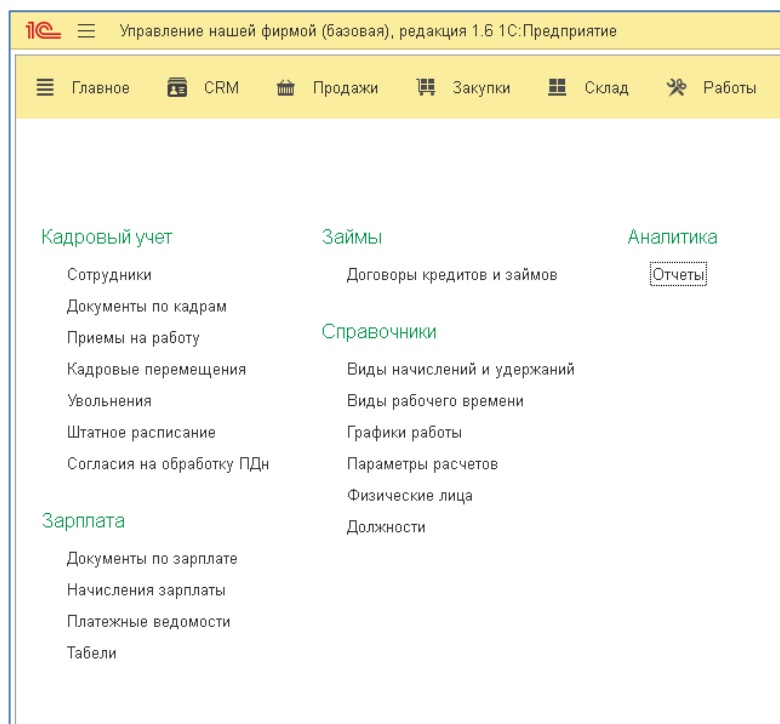 1С Управление нашей фирмой (базовая), редакция 1.6 1С:Предприятие
Главное CRM Продажи Закупки Склад Работы
Кадровый учет
Сотрудники
Документы по кадрам
Приемы на работу
Кадровые перемещения
Увольнения
Штатное расписание
Согласия на обработку ПДн
Зарплата
Документы по зарплате
Начисления зарплаты
Платежные ведомости
Табели
Займы
Договоры кредитов и займов
Справочники
Виды начислений и удержаний
Виды рабочего времени
Графики работы
Параметры расчетов
Физические лица
Должности
Аналитика
Отчеты